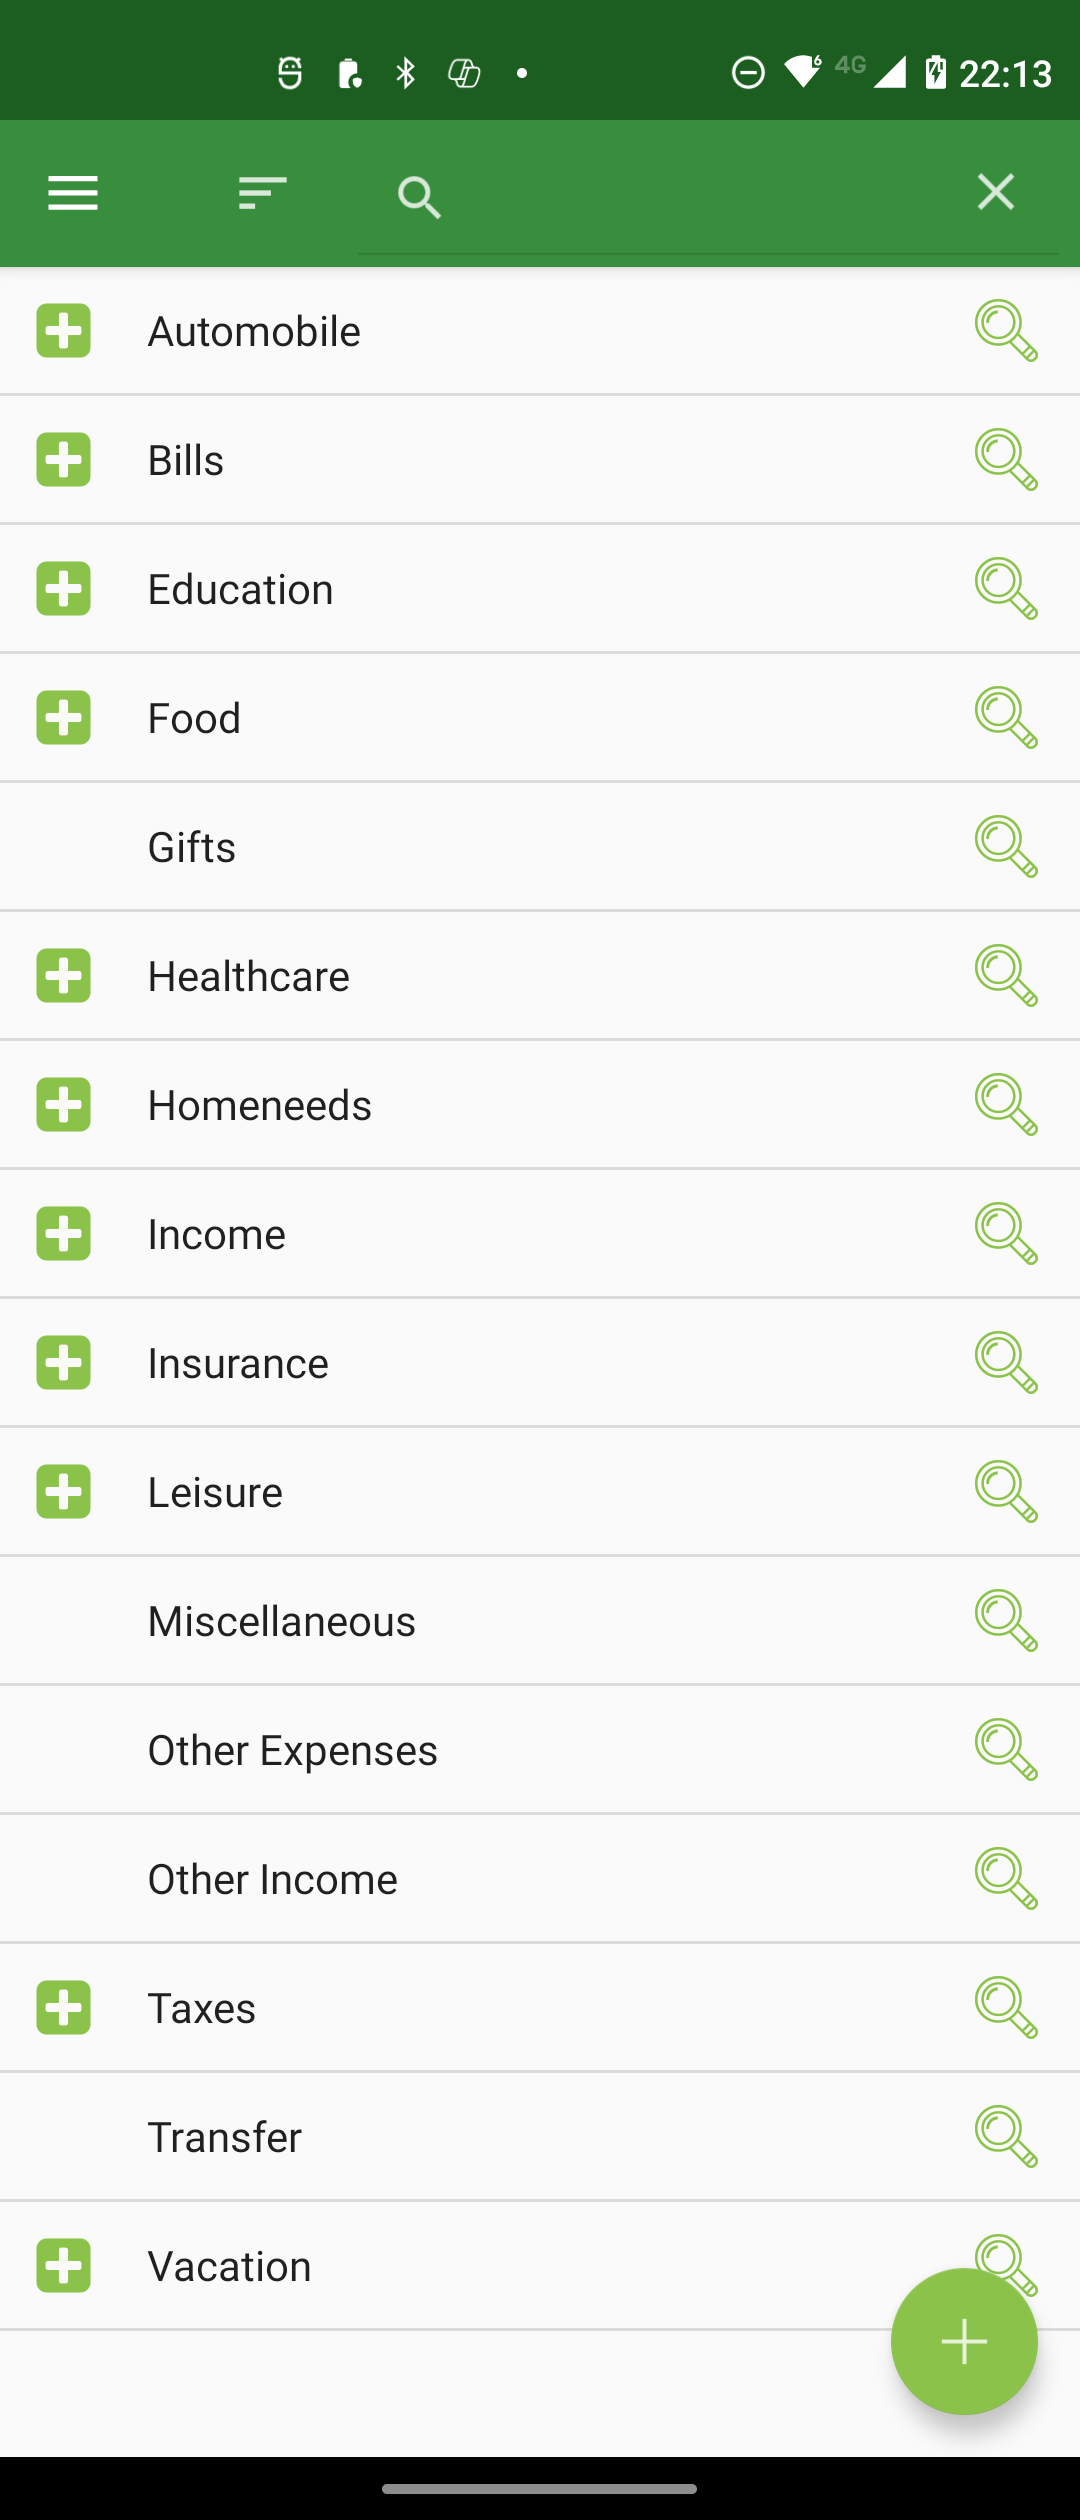 4G 22:13
Automobile
Bills
Education
Food
Gifts
Healthcare
Homeneeds
Income
Insurance
Leisure
Miscellaneous
Other Expenses
Other Income
Taxes
Transfer
Vacation